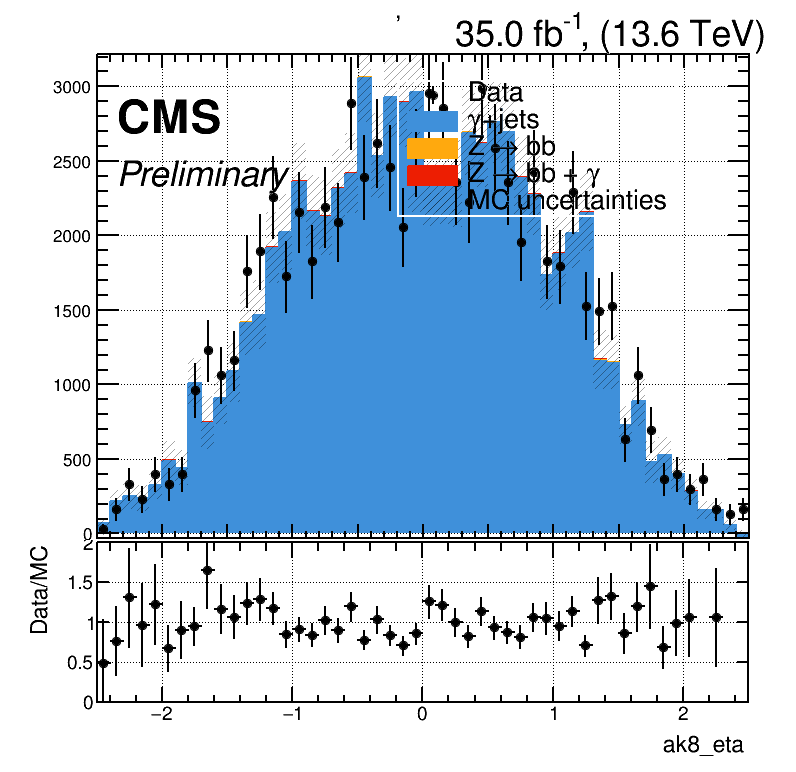 ,
35.0 fb-1, (13.6 TeV)
CMS
Preliminary
Data
γ+jets
Z → bb
Z → bb + γ
MC uncertainties
3000
2500
2000
1500
1000
500
0
Data/MC
2
1.5
1
0.5
0
−2 −1 0 1 2
ak8_eta